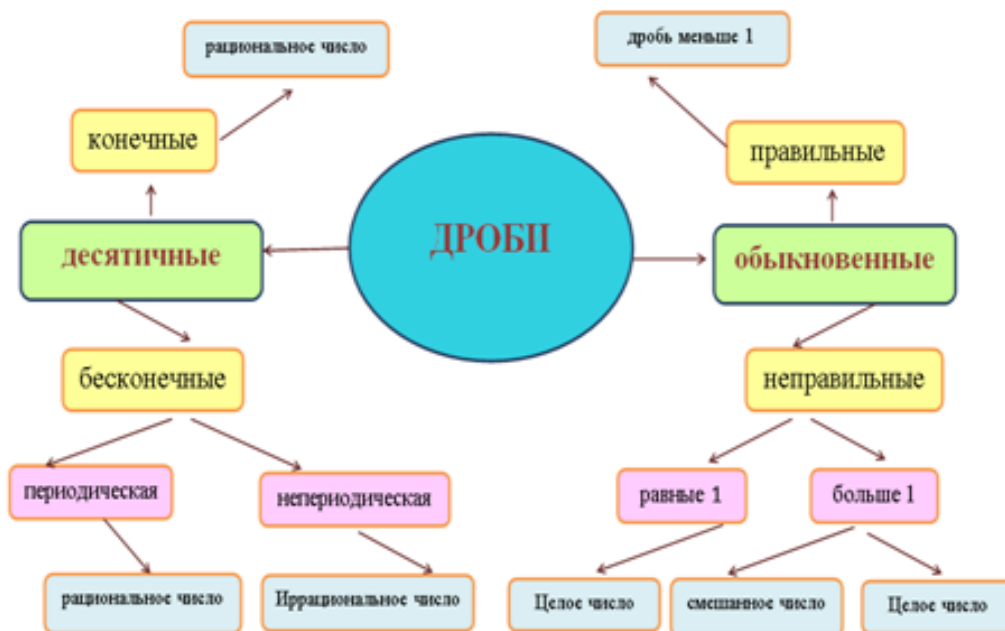 рациональное число
дробь меньше 1
конечные
правильные
ДРОБИ
десятичные
обыкновенные
бесконечные
неправильные
периодическая
непериодическая
равные 1
больше 1
рациональное число
Иррациональное число
Целое число
смешанное число
Целое число